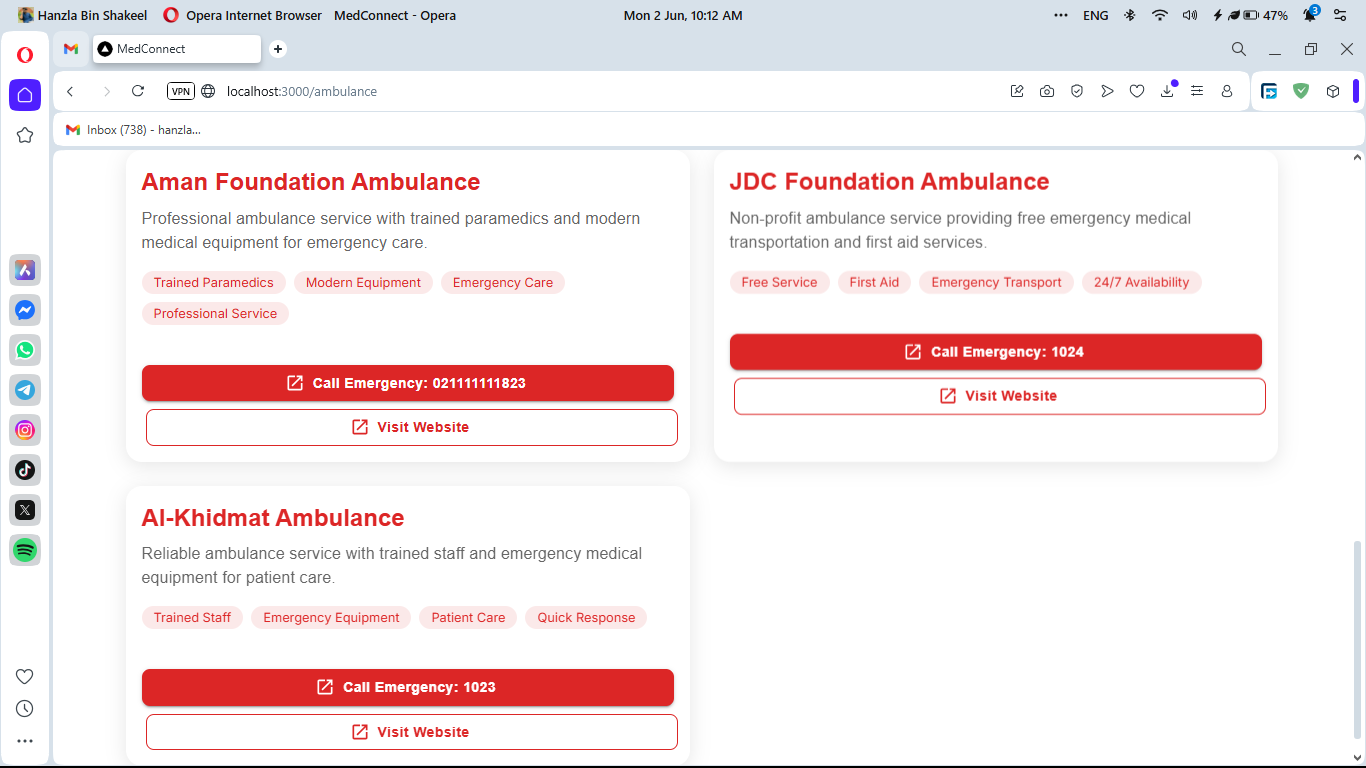 Hanzla Bin Shakeel Opera Internet Browser MedConnect - Opera Mon 2 Jun, 10:12 AM ENG 47% 3
MedConnect
VPN localhost:3000/ambulance
Inbox (738) - hanzla...
Aman Foundation Ambulance
Professional ambulance service with trained paramedics and modern
medical equipment for emergency care.
Trained Paramedics Modern Equipment Emergency Care
Professional Service
Call Emergency: 021111111823
Visit Website
JDC Foundation Ambulance
Non-profit ambulance service providing free emergency medical
transportation and first aid services.
Free Service First Aid Emergency Transport 24/7 Availability
Call Emergency: 1024
Visit Website
Al-Khidmat Ambulance
Reliable ambulance service with trained staff and emergency medical
equipment for patient care.
Trained Staff Emergency Equipment Patient Care Quick Response
Call Emergency: 1023
Visit Website